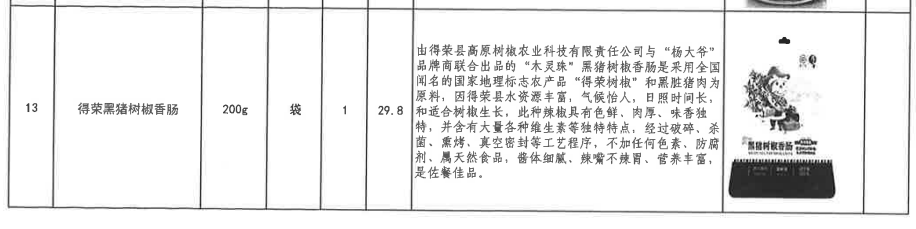 13
得荣黑猪树椒香肠
200g
袋
1
29.8
由得荣县高原树椒农业科技有限责任公司与“杨大爷”
品牌商联合出品的“木灵珠”黑猪树椒香肠是采用全国
闻名的国家地理标志农产品“得荣树椒”和黑脏猪肉为
原料，因得荣县水资源丰富，气候怡人，日照时间长，
和适合树椒生长，此种辣椒具有色鲜、肉厚、味香独
特，并含有大量各种维生素等独特特点，经过破碎、杀
菌、熏烤、真空密封等工艺程序，不加任何色素、防腐
剂、属天然食品，酱体细腻、辣嘴不辣胃、营养丰富，
是佐餐佳品。
黑猪树椒香肠